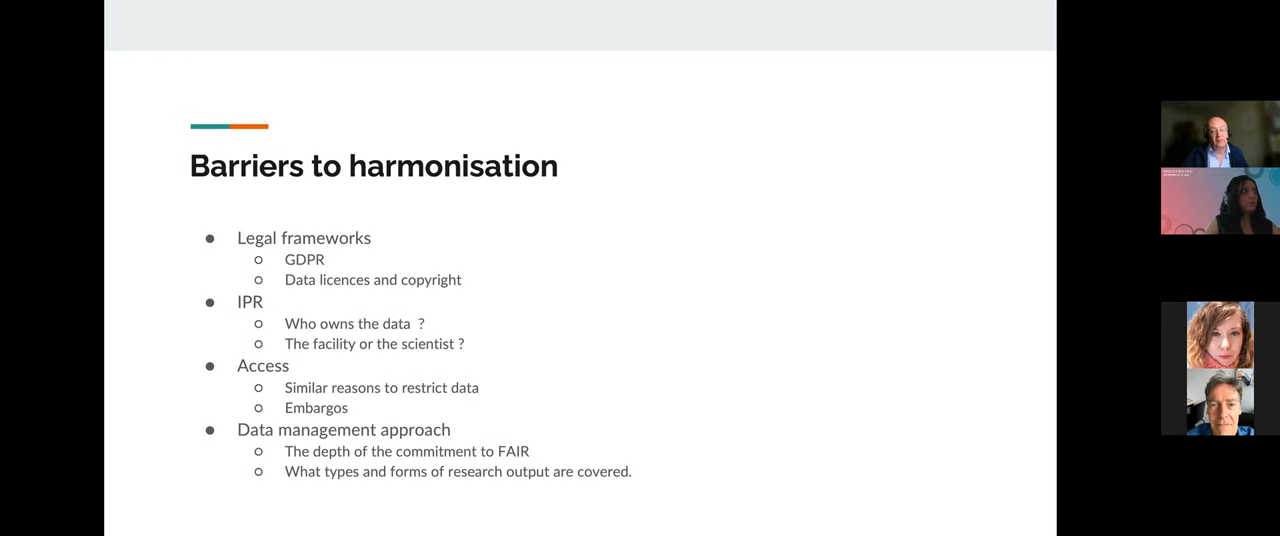 Barriers to harmonisation
● Legal frameworks
○ GDPR
○ Data licences and copyright
● IPR
○ Who owns the data ?
○ The facility or the scientist ?
● Access
○ Similar reasons to restrict data
○ Embargos
● Data management approach
○ The depth of the commitment to FAIR
○ What types and forms of research output are covered.